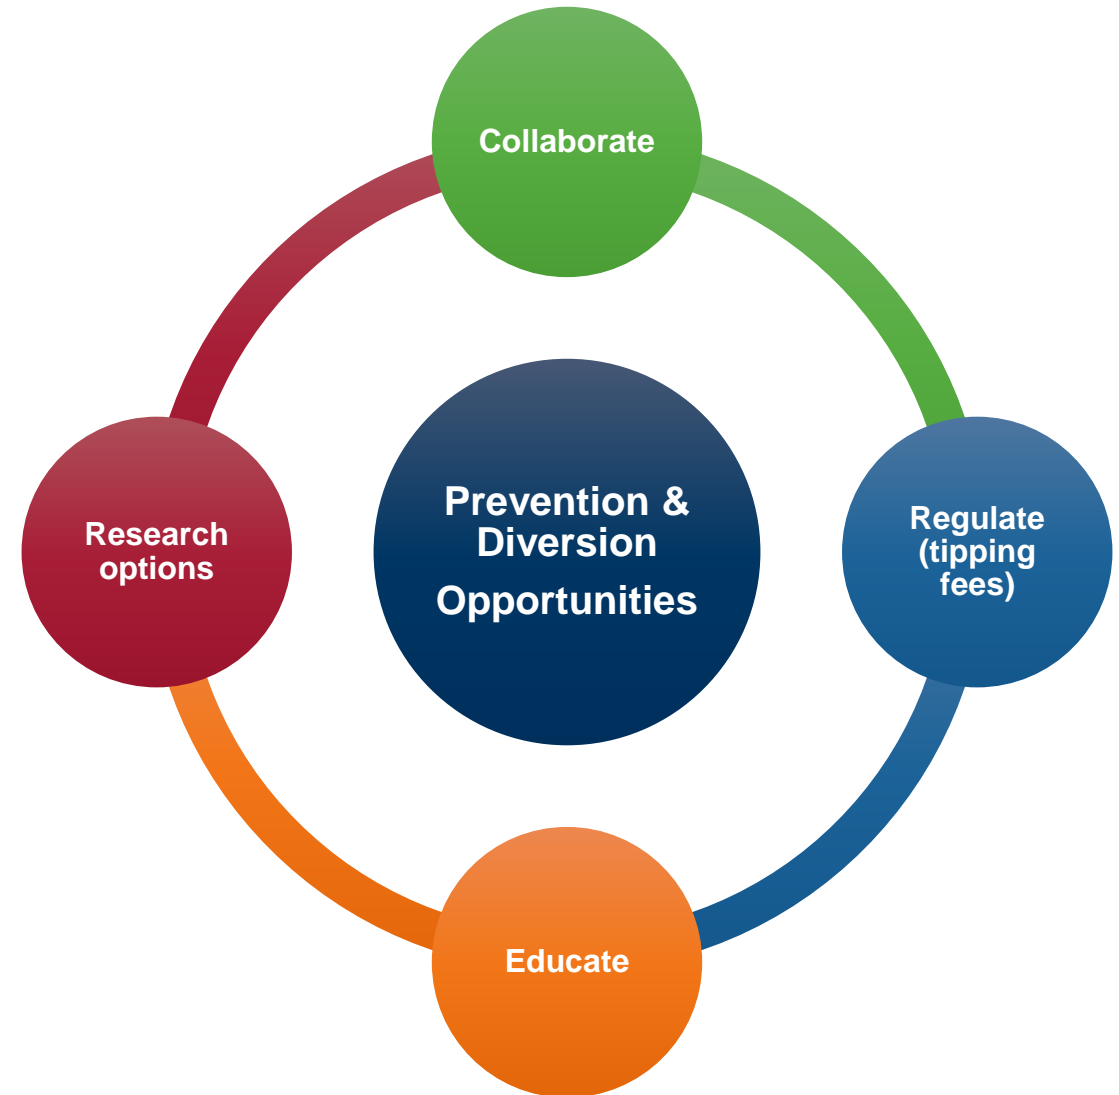 Collaborate
Prevention &
Diversion
Opportunities
Regulate
(tipping
fees)
Research
options
Educate